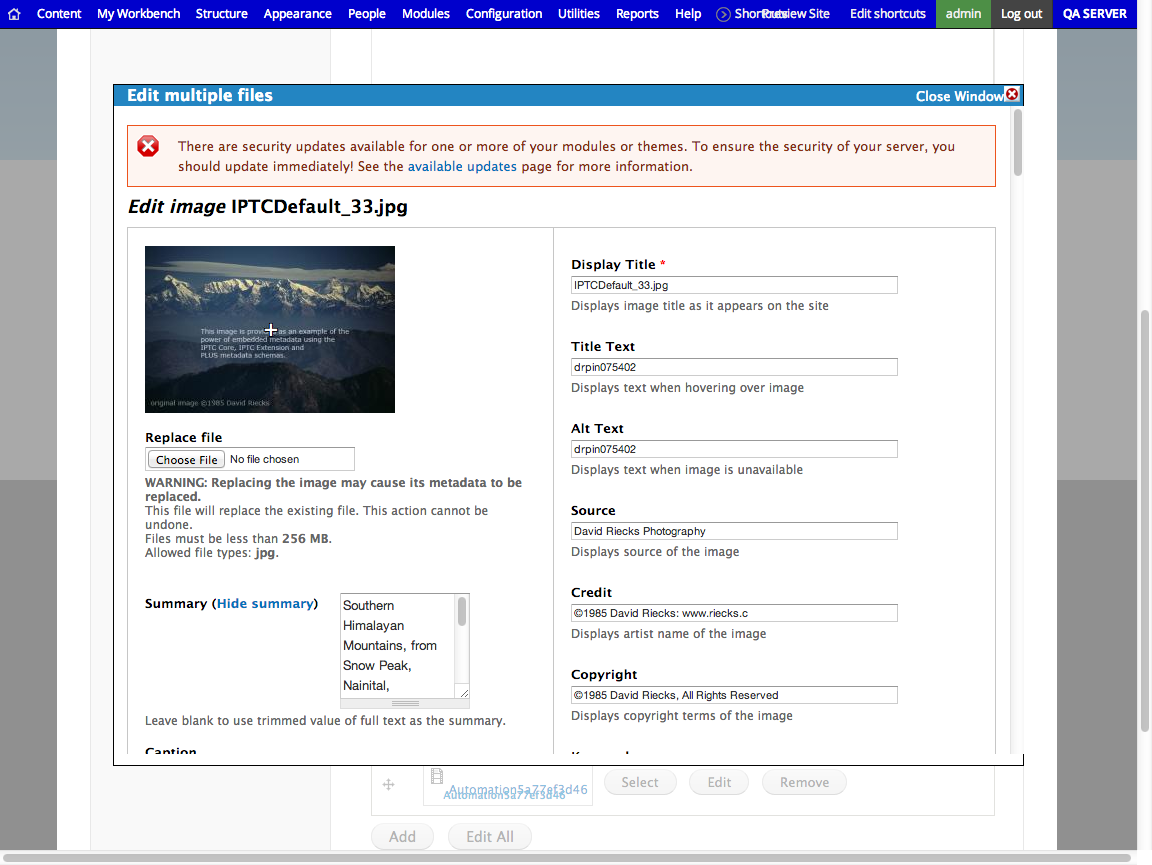 Content My Workbench Structure Appearance People Modules Configuration Utilities Reports Help Shortcuts Preview Site Edit shortcuts admin Log out QA SERVER
Edit multiple files
Close Window
There are security updates available for one or more of your modules or themes. To ensure the security of your server, you
should update immediately! See the available updates page for more information.
Edit image IPTCDefault_33.jpg
This image is provided as an example of the
power of embedded metadata using the
IPTC Core, IPTC Extension and
PLUS metadata schemas.
original image ©1985 David Riecks
Replace file
Choose File No file chosen
WARNING: Replacing the image may cause its metadata to be
replaced.
This file will replace the existing file. This action cannot be
undone.
Files must be less than 256 MB.
Allowed file types: jpg.
Summary (Hide summary)
Southern
Himalayan
Mountains, from
Snow Peak,
Nainital,
Leave blank to use trimmed value of full text as the summary.
Caption
Display Title *
IPTCDefault_33.jpg
Displays image title as it appears on the site
Title Text
drpin075402
Displays text when hovering over image
Alt Text
drpin075402
Displays text when image is unavailable
Source
David Riecks Photography
Displays source of the image
Credit
©1985 David Riecks: www.riecks.c
Displays artist name of the image
Copyright
©1985 David Riecks, All Rights Reserved
Displays copyright terms of the image
Automation5a77ef3d46
Automation5a77ef3d46
Select Edit Remove
Add Edit All